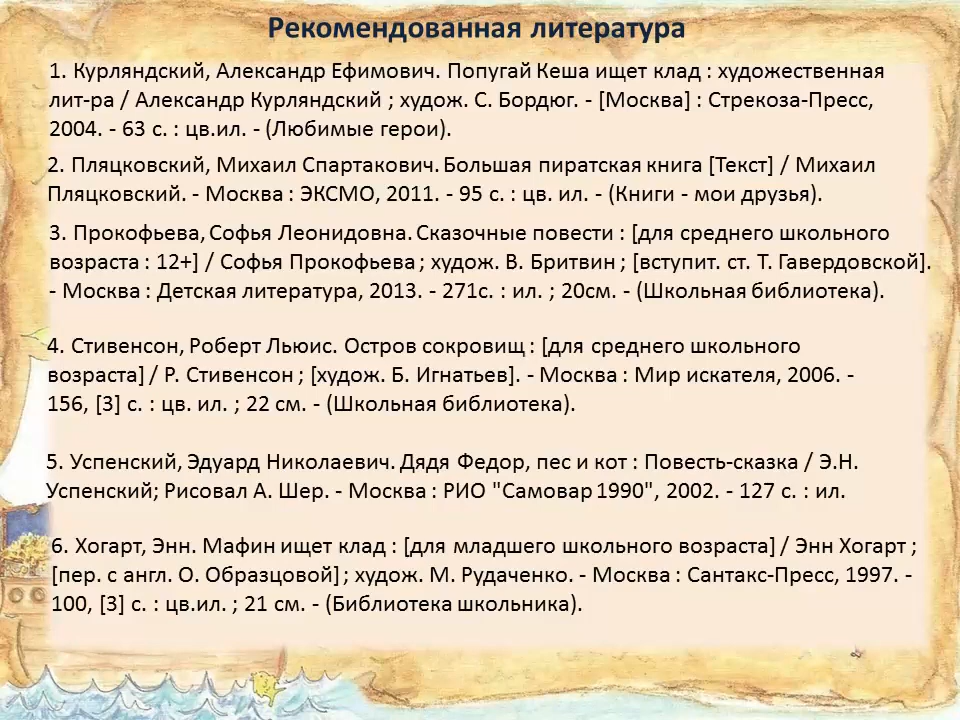 Рекомендованная литература
1. Курляндский, Александр Ефимович. Попугай Кеша ищет клад : художественная
лит-ра / Александр Курляндский ; худож. С. Бордюг. - [Москва] : Стрекоза-Пресс,
2004. - 63 с. : цв.ил. - (Любимые герои).
2. Пляцковский, Михаил Спартакович. Большая пиратская книга [Текст] / Михаил
Пляцковский. - Москва : ЭКСМО, 2011. - 95 с. : цв. ил. - (Книги - мои друзья).
3. Прокофьева, Софья Леонидовна. Сказочные повести : [для среднего школьного
возраста : 12+] / Софья Прокофьева ; худож. В. Бритвин ; [вступит. ст. Т. Гавердовской].
- Москва : Детская литература, 2013. - 271с. : ил. ; 20см. - (Школьная библиотека).
4. Стивенсон, Роберт Льюис. Остров сокровищ : [для среднего школьного
возраста] / Р. Стивенсон ; [худож. Б. Игнатьев]. - Москва : Мир искателя, 2006. -
156, [3] с. : цв. ил. ; 22 см. - (Школьная библиотека).
5. Успенский, Эдуард Николаевич. Дядя Федор, пес и кот : Повесть-сказка / Э.Н.
Успенский; Рисовал А. Шер. - Москва : РИО "Самовар 1990", 2002. - 127 с. : ил.
6. Хогарт, Энн. Мафин ищет клад : [для младшего школьного возраста] / Энн Хогарт ;
[пер. с англ. О. Образцовой] ; худож. М. Рудаченко. - Москва : Сантакс-Пресс, 1997. -
100, [3] с. : цв.ил. ; 21 см. - (Библиотека школьника).